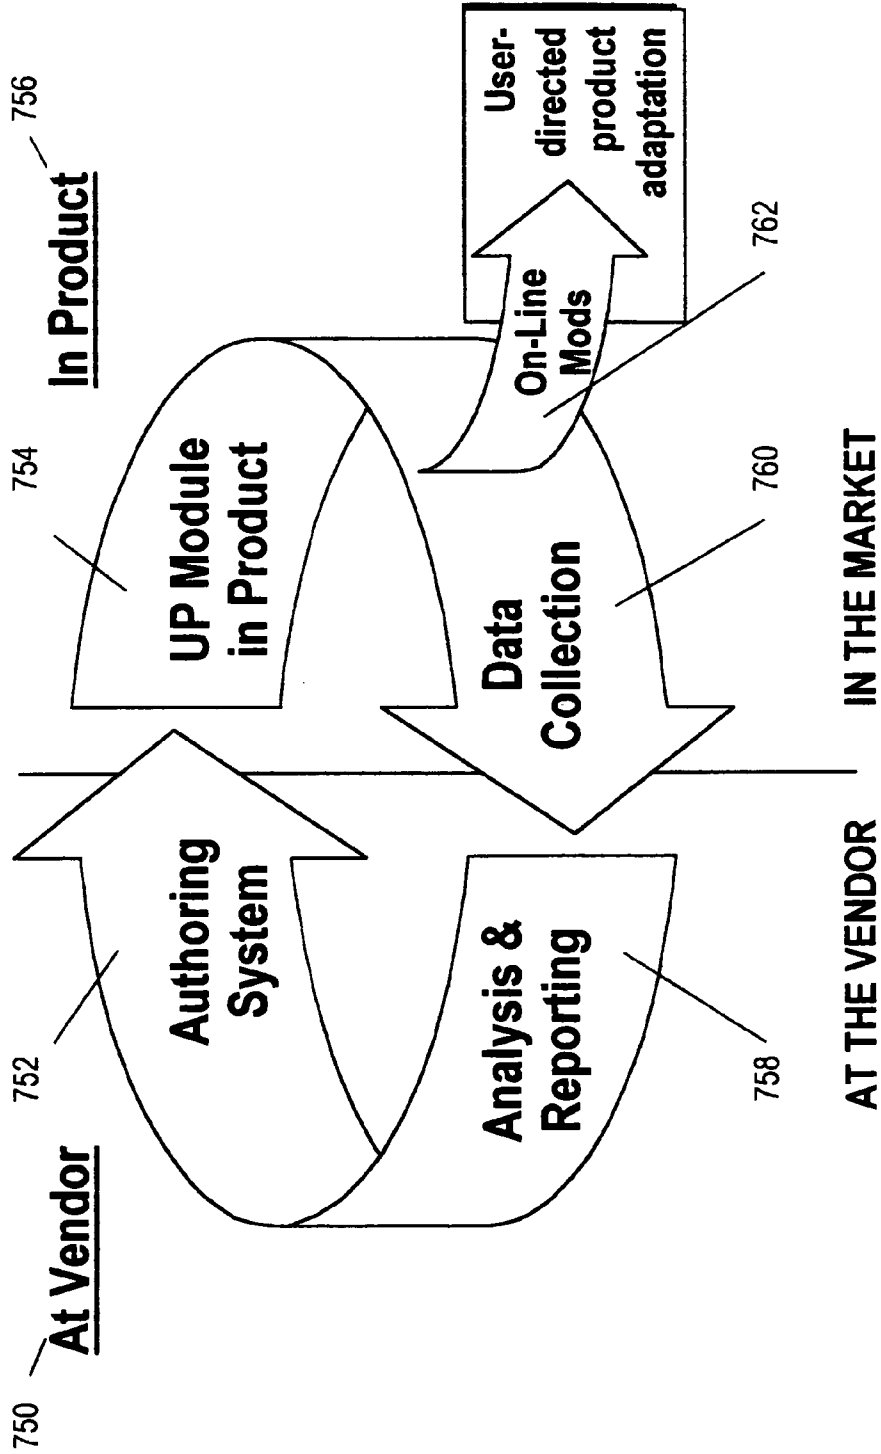 750
At Vendor
752
754
In Product
756
Authoring
System
UP Module
in Product
Analysis &
Reporting
Data
Collection
On-Line
Mods
User-
directed
product
adaptation
758
760
762
AT THE VENDOR
IN THE MARKET